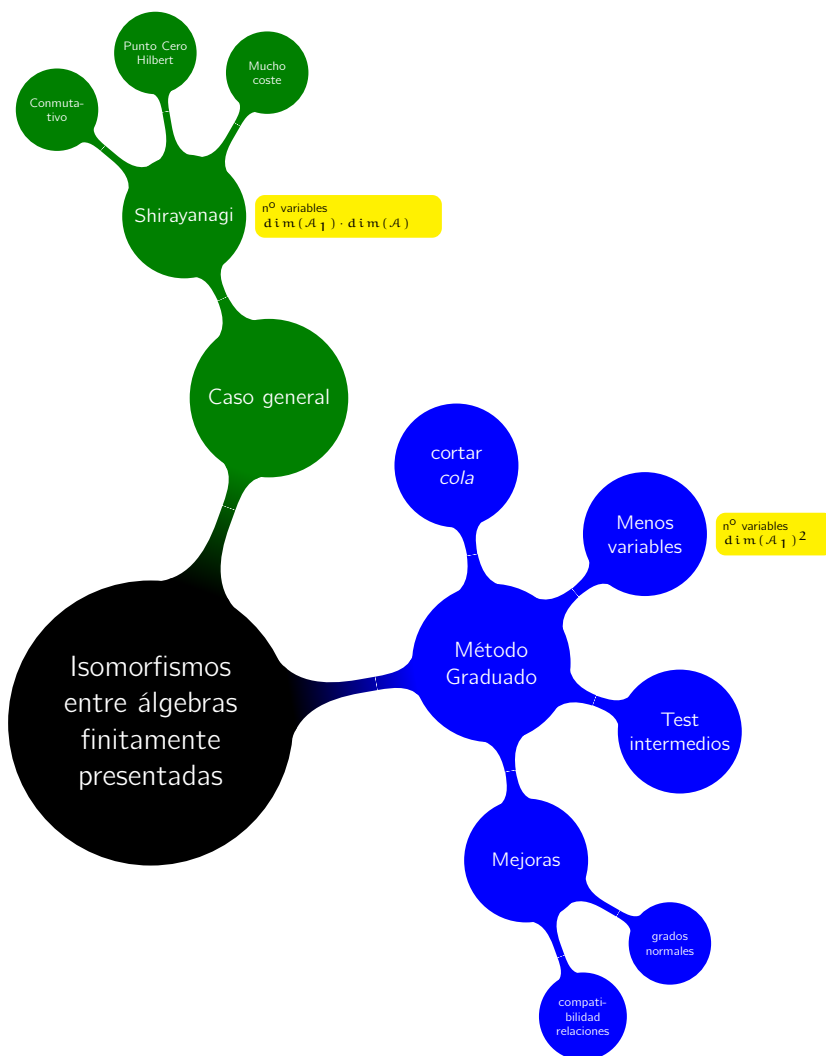 Punto Cero
Hilbert
Mucho
coste
Conmuta-
tivo
Shirayanagi
nº variables
dim(𝒜₁)·dim(𝒜)
Caso general
cortar
cola
Menos
variables
nº variables
dim(𝒜₁)²
Método
Graduado
Isomorfismos
entre álgebras
finitamente
presentadas
Test
intermedios
Mejoras
grados
normales
compati-
bilidad
relaciones